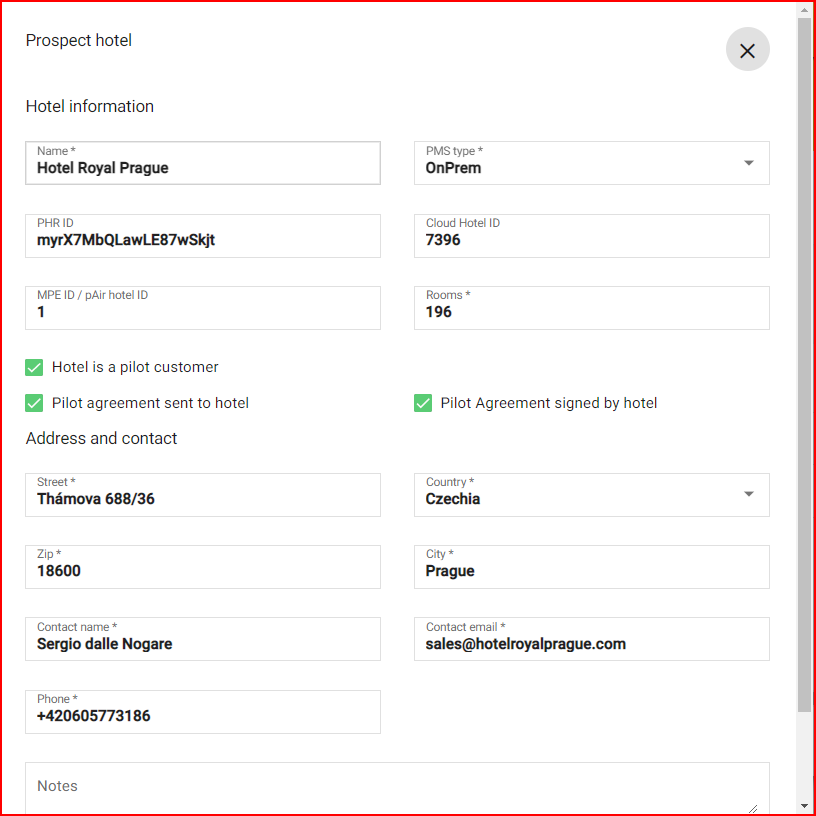 Prospect hotel
Hotel information
Name *
Hotel Royal Prague
PMS type *
OnPrem
PHR ID
myrX7MbQLawLE87wSkjt
Cloud Hotel ID
7396
MPE ID / pAir hotel ID
1
Rooms *
196
Hotel is a pilot customer
Pilot agreement sent to hotel
Pilot Agreement signed by hotel
Address and contact
Street *
Thámova 688/36
Country *
Czechia
Zip *
18600
City *
Prague
Contact name *
Sergio dalle Nogare
Contact email *
sales@hotelroyalprague.com
Phone *
+420605773186
Notes